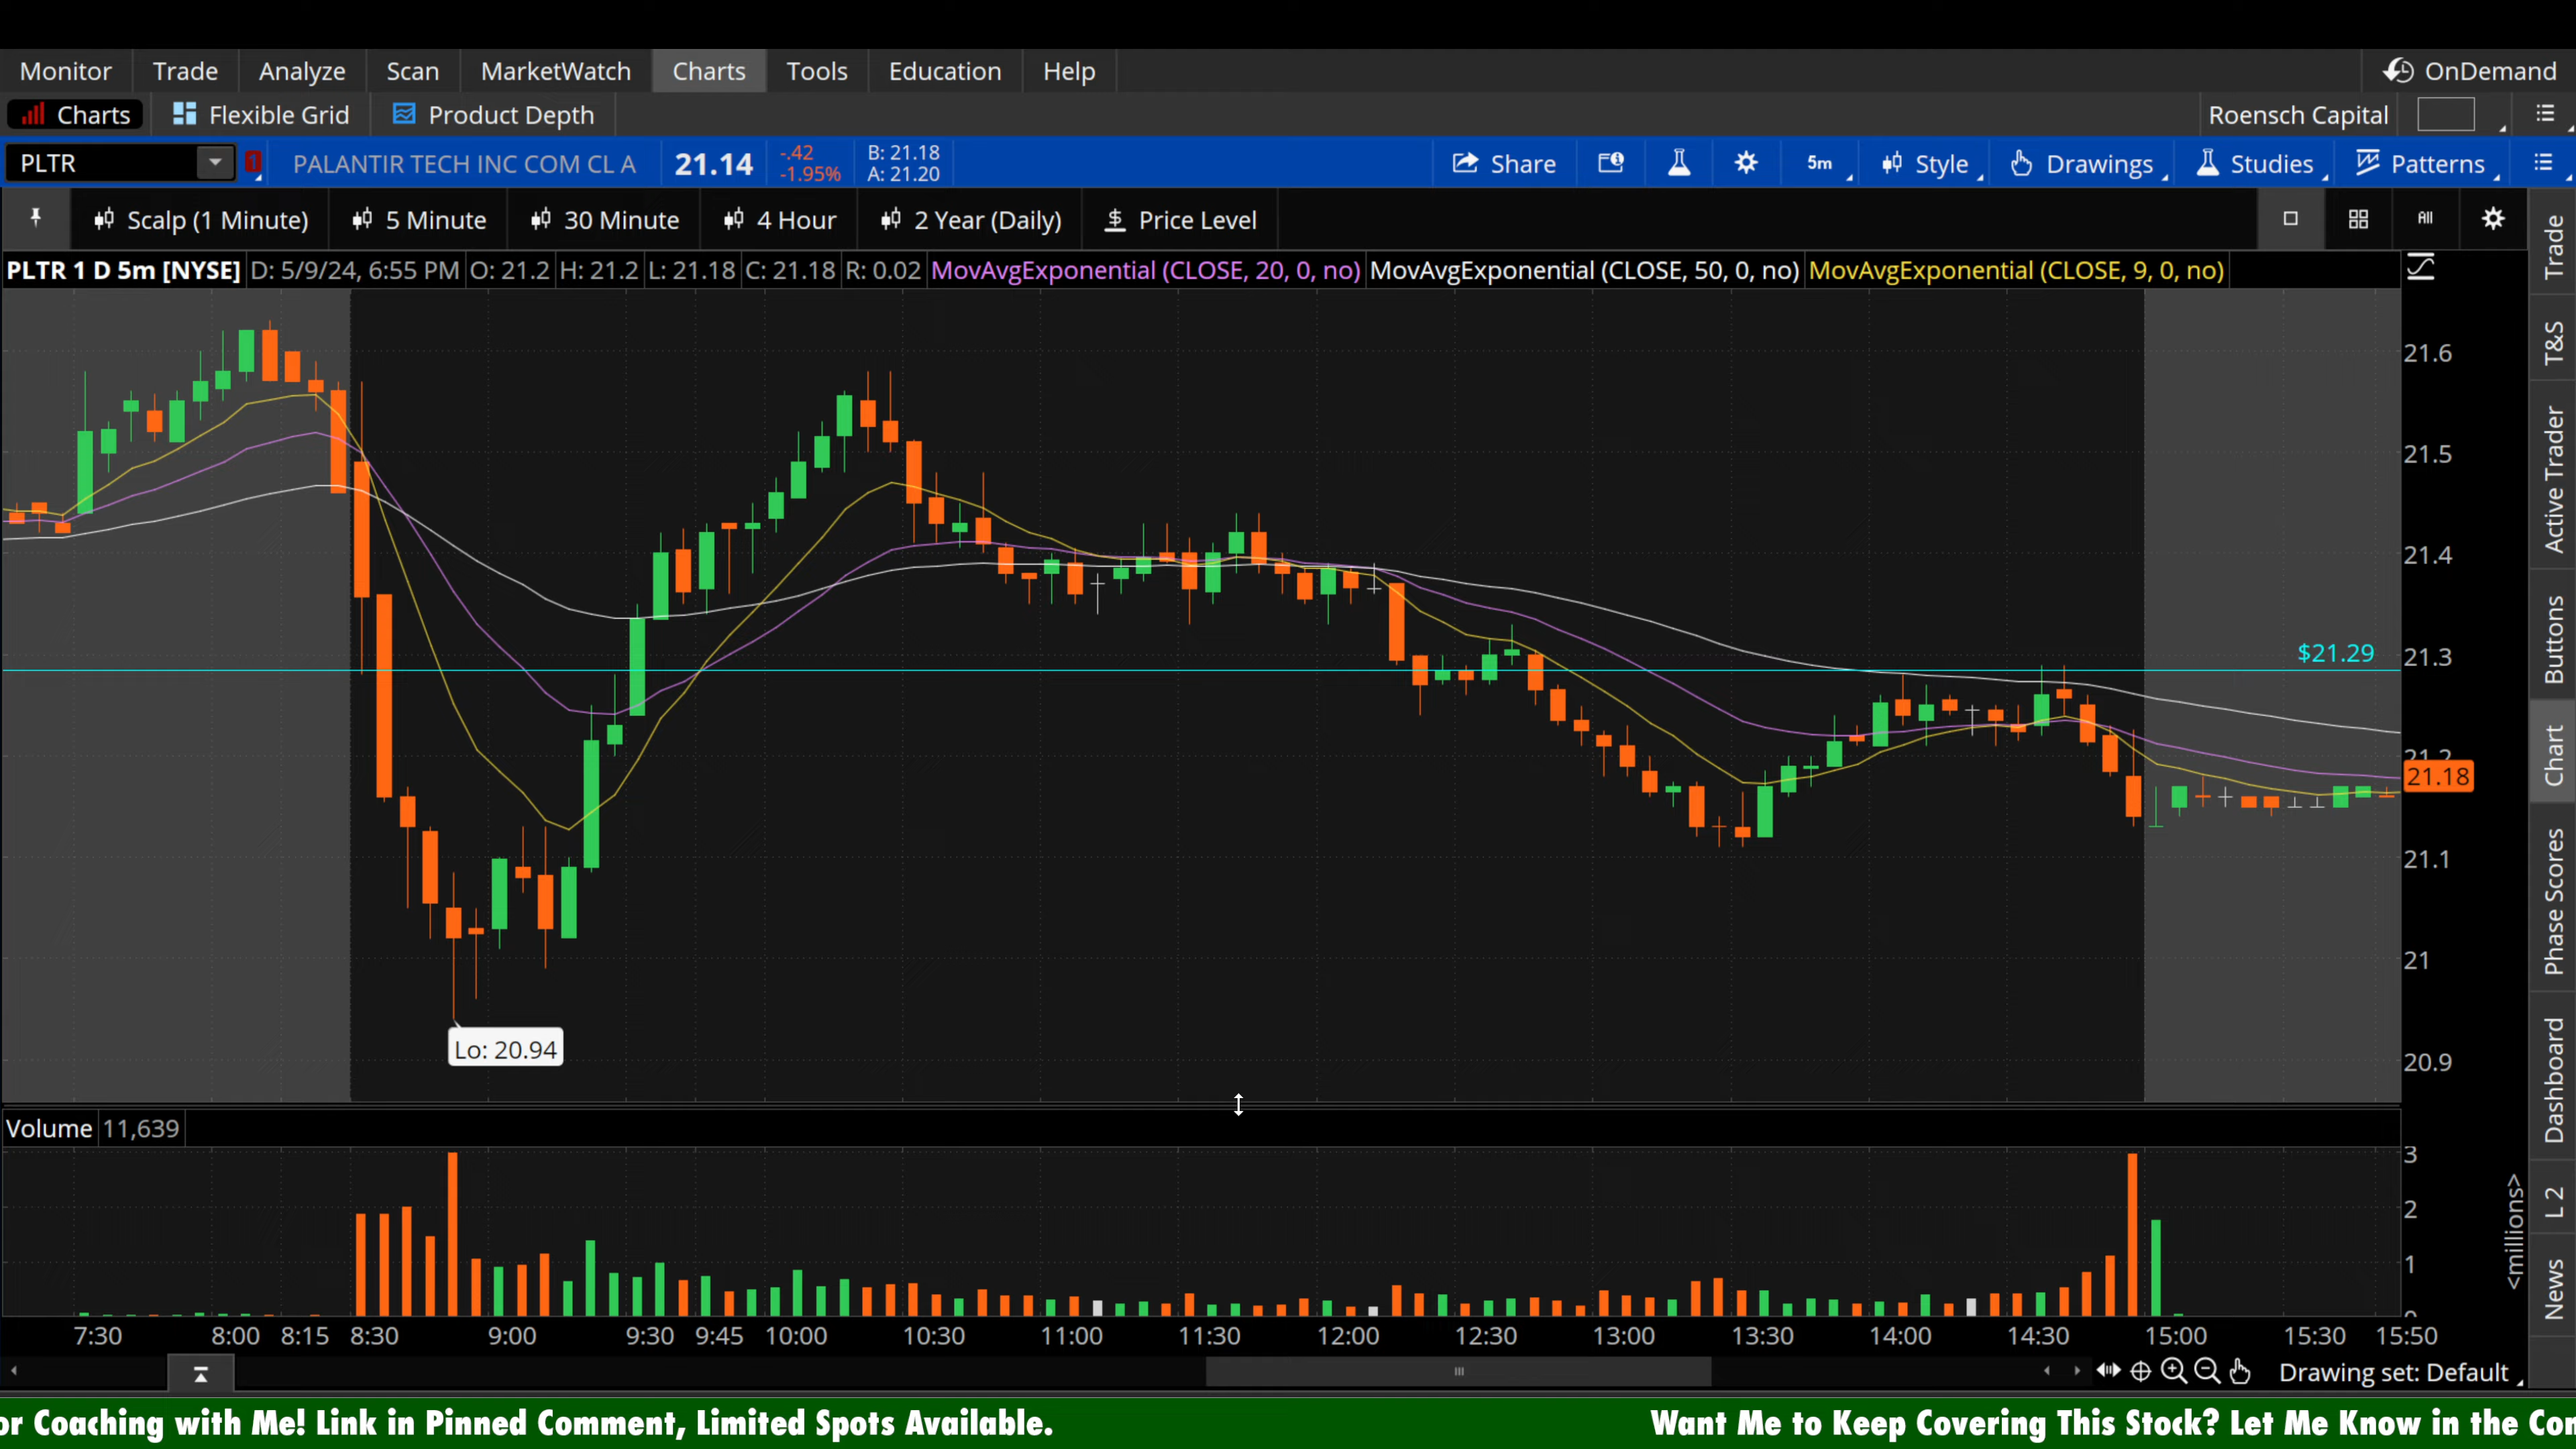 Monitor Trade Analyze Scan MarketWatch Charts Tools Education Help OnDemand
Charts Flexible Grid Product Depth Roensch Capital
PLTR 1 PALANTIR TECH INC COM CL A 21.14 -.42 B: 21.18 Share 5m Style Drawings Studies Patterns
-1.95% A: 21.20
Scalp (1 Minute) 5 Minute 30 Minute 4 Hour 2 Year (Daily) $ Price Level All
PLTR 1 D 5m [NYSE] D: 5/9/24, 6:55 PM O: 21.2 H: 21.2 L: 21.18 C: 21.18 R: 0.02 MovAvgExponential (CLOSE, 20, 0, no) MovAvgExponential (CLOSE, 50, 0, no) MovAvgExponential (CLOSE, 9, 0, no)
21.6
21.5
21.4
$21.29
21.3
21.2
21.18
21.1
21
Lo: 20.94
20.9
Volume 11,639
3
2
1
0
<millions>
7:30 8:00 8:15 8:30 9:00 9:30 9:45 10:00 10:30 11:00 11:30 12:00 12:30 13:00 13:30 14:00 14:30 15:00 15:30 15:50
Drawing set: Default
Trade
T&S
Active Trader
Buttons
Chart
Phase Scores
Dashboard
L 2
News
or Coaching with Me! Link in Pinned Comment, Limited Spots Available. Want Me to Keep Covering This Stock? Let Me Know in the Con